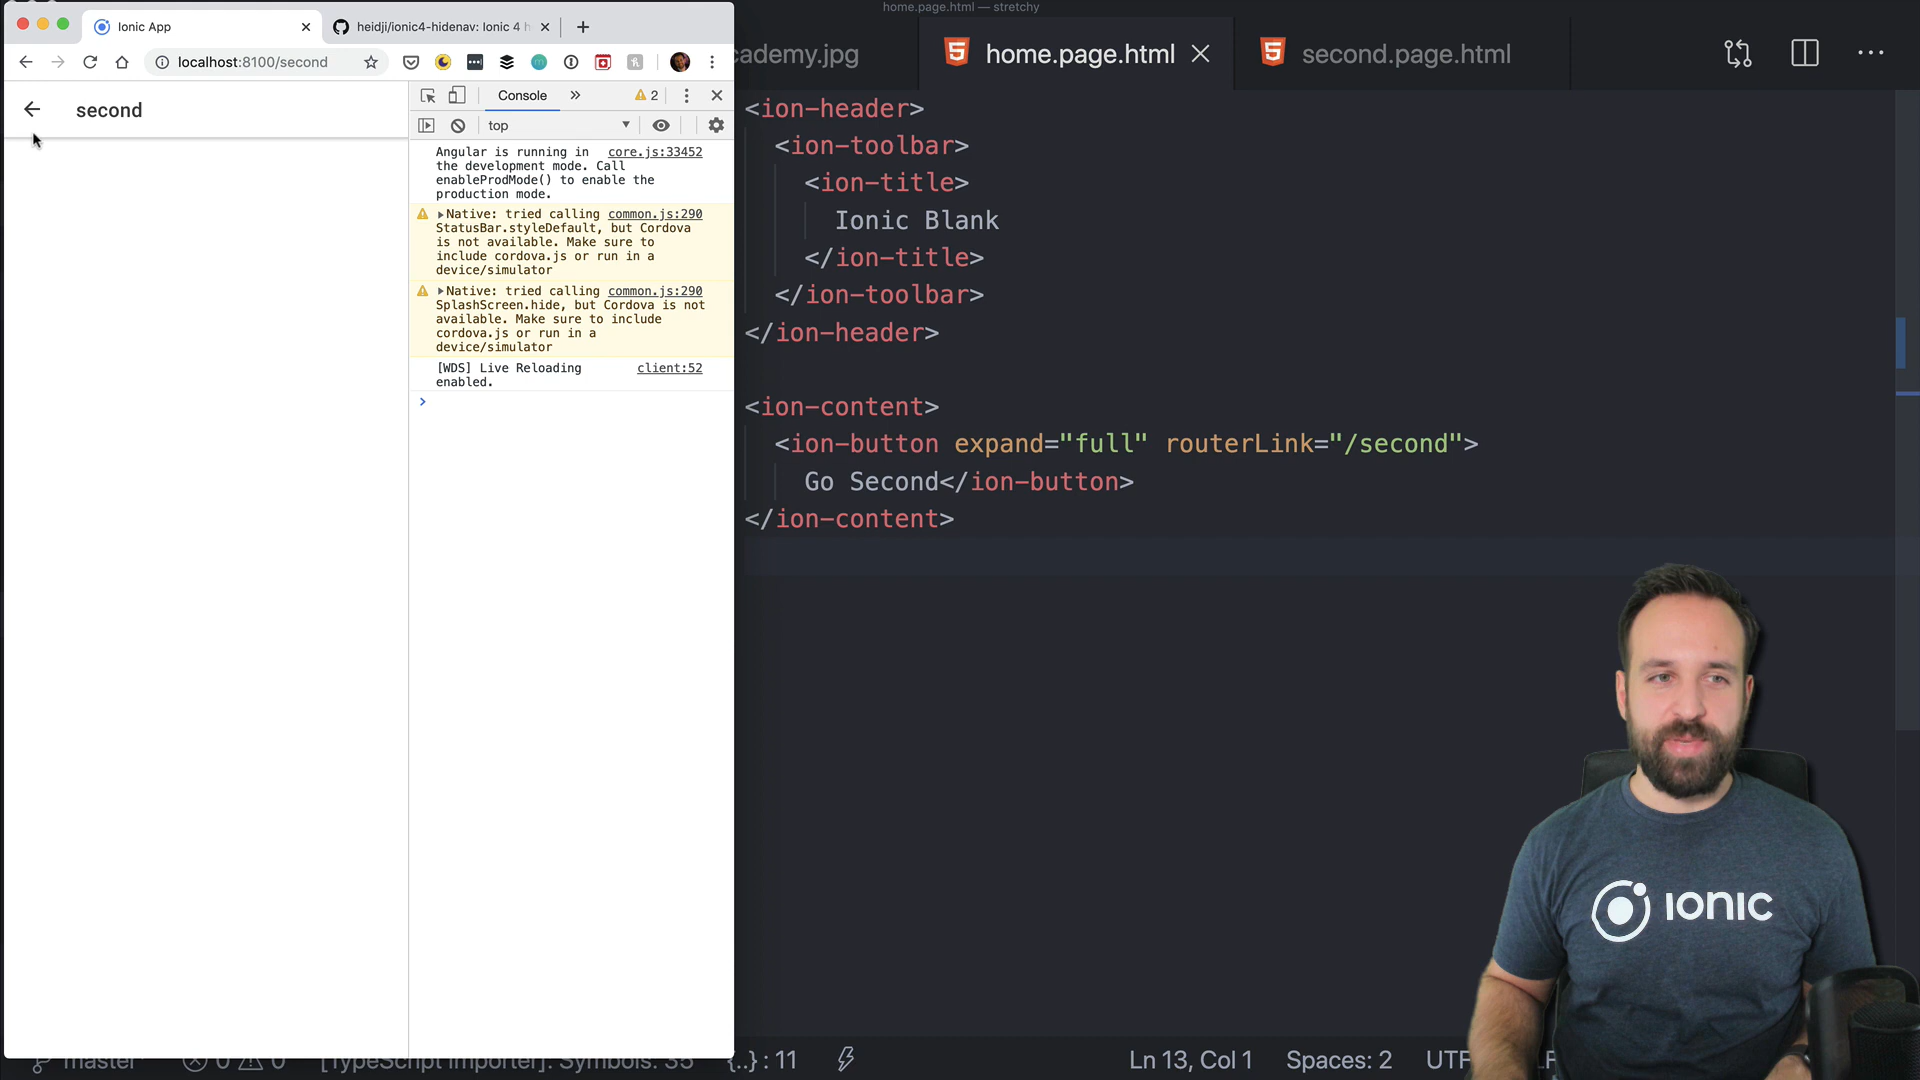 home.page.html — stretchy
Ionic App
heidji/ionic4-hidenav: Ionic 4 h
localhost:8100/second
cademy.jpg
home.page.html
second.page.html
second
Console
2
top
Angular is running in core.js:33452
the development mode. Call
enableProdMode() to enable the
production mode.
Native: tried calling common.js:290
StatusBar.styleDefault, but Cordova
is not available. Make sure to
include cordova.js or run in a
device/simulator
Native: tried calling common.js:290
SplashScreen.hide, but Cordova is not
available. Make sure to include
cordova.js or run in a
device/simulator
[WDS] Live Reloading client:52
enabled.
<ion-header>
<ion-toolbar>
<ion-title>
Ionic Blank
</ion-title>
</ion-toolbar>
</ion-header>
<ion-content>
<ion-button expand="full" routerLink="/second">
Go Second</ion-button>
</ion-content>
ionic
master
0 0
[TypeScript Importer]: Symbols: 35
{..} : 11
Ln 13, Col 1
Spaces: 2